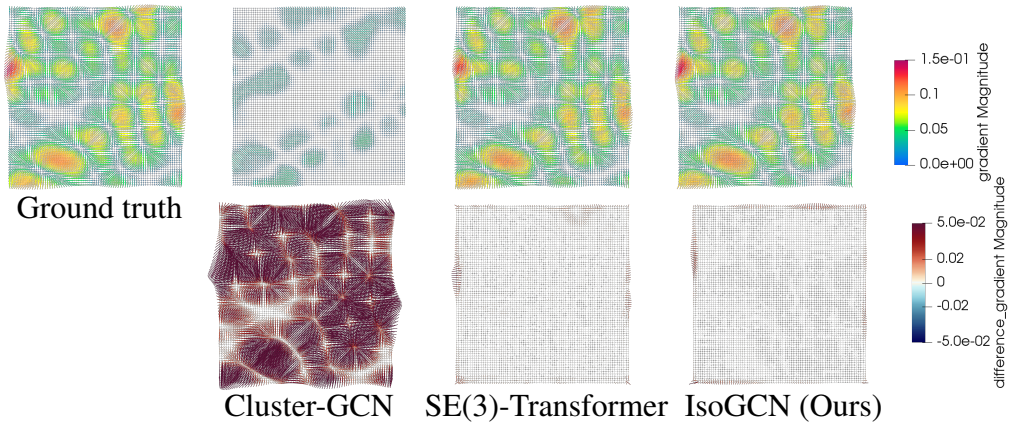 1.5e-01
0.1
0.05
0.0e+00
gradient Magnitude
Ground truth
5.0e-02
0.02
0
-0.02
-5.0e-02
difference_gradient Magnitude
Cluster-GCN
SE(3)-Transformer
IsoGCN (Ours)